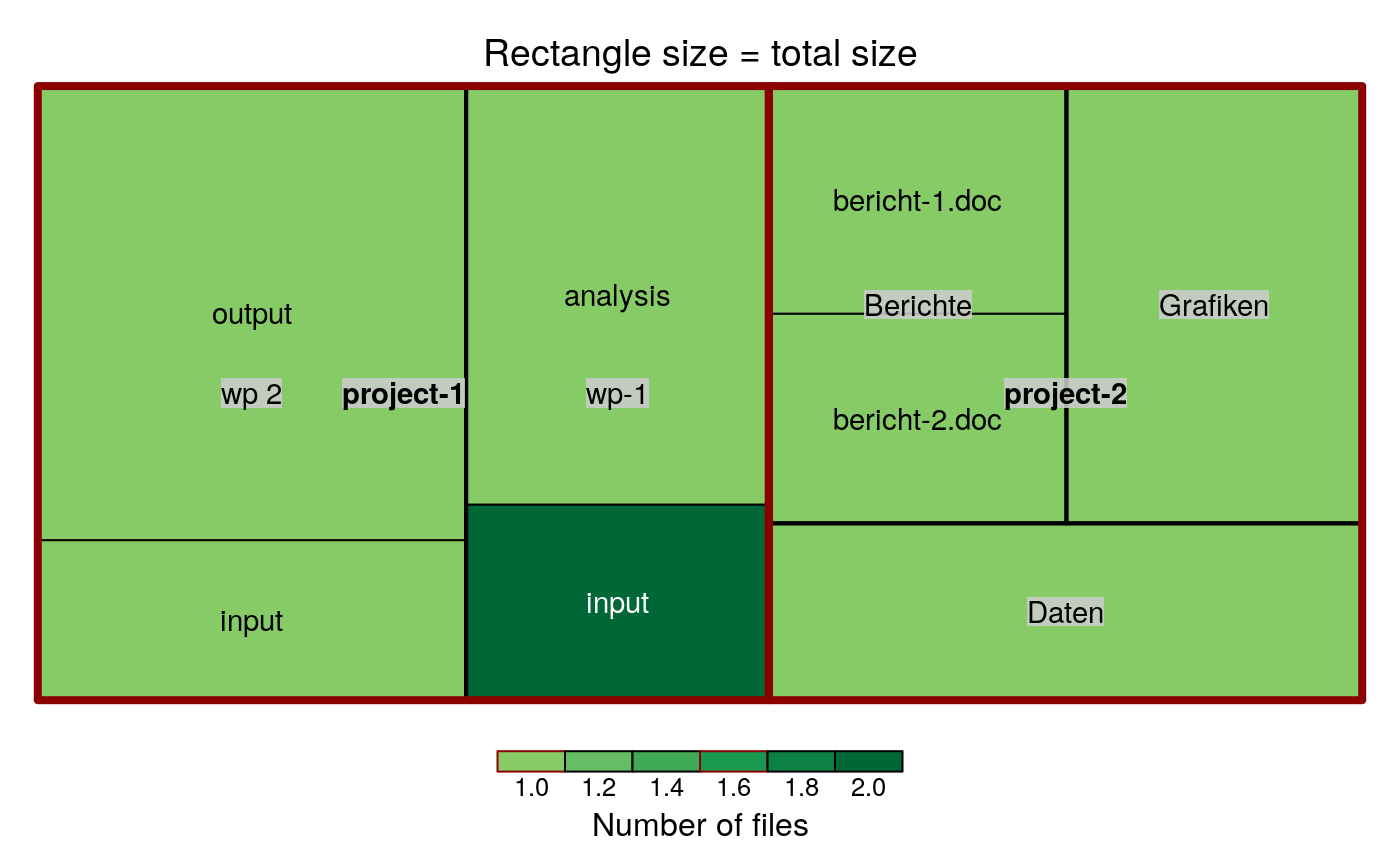 Rectangle size = total size
output
wp 2
project-1
input
analysis
wp-1
input
bericht-1.doc
Berichte
bericht-2.doc
Grafiken
project-2
Daten
1.0 1.2 1.4 1.6 1.8 2.0
Number of files